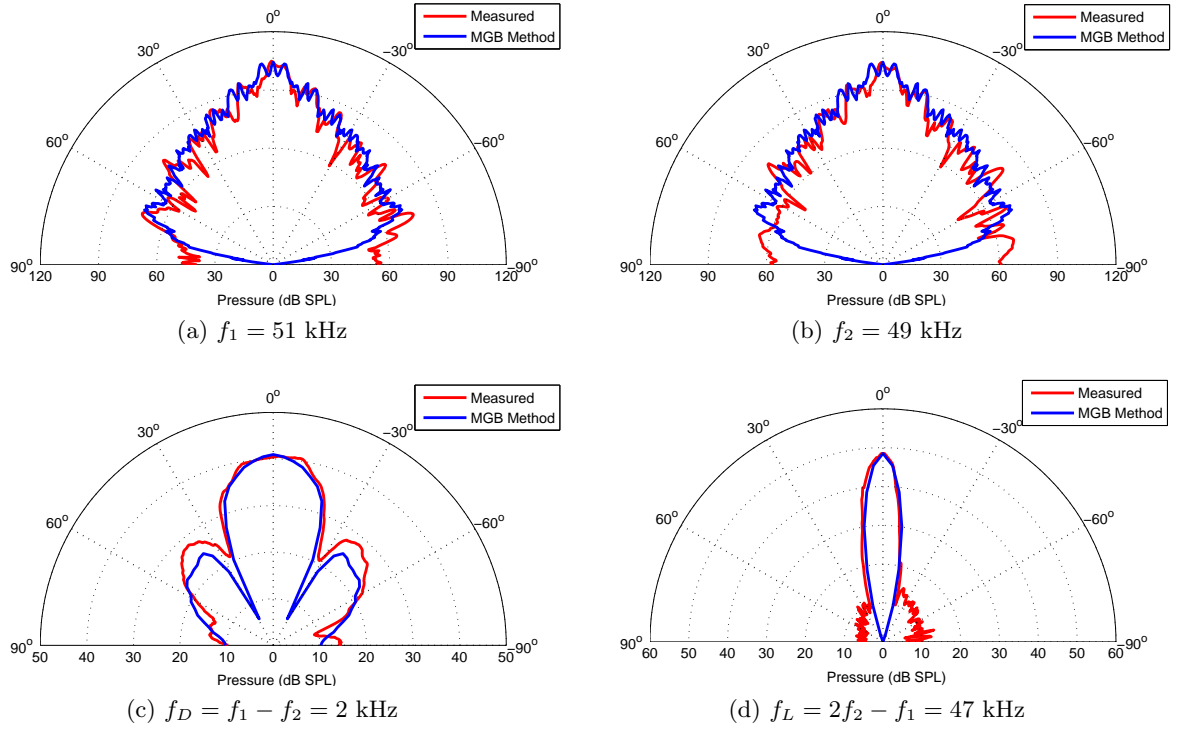 0°
Measured
MGB Method
30°
−30°
60°
−60°
90°
−90°
120 90 60 30 0 30 60 90 120
Pressure (dB SPL)
(a) f₁ = 51 kHz
0°
Measured
MGB Method
30°
−30°
60°
−60°
90°
−90°
120 90 60 30 0 30 60 90 120
Pressure (dB SPL)
(b) f₂ = 49 kHz
0°
Measured
MGB Method
30°
−30°
60°
−60°
90°
−90°
50 40 30 20 10 0 10 20 30 40 50
Pressure (dB SPL)
(c) f_D = f₁ − f₂ = 2 kHz
0°
Measured
MGB Method
30°
−30°
60°
−60°
90°
−90°
60 50 40 30 20 10 0 10 20 30 40 50 60
Pressure (dB SPL)
(d) f_L = 2f₂ − f₁ = 47 kHz